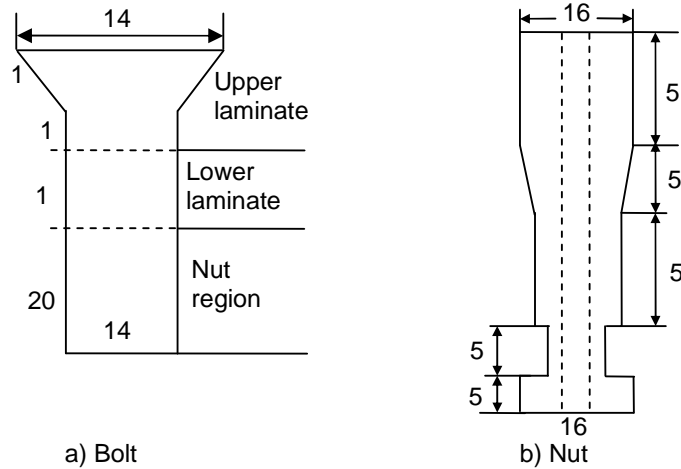 14
1
Upper
laminate
1
Lower
laminate
1
Nut
region
20
14
a) Bolt
16
5
5
5
5
5
16
b) Nut